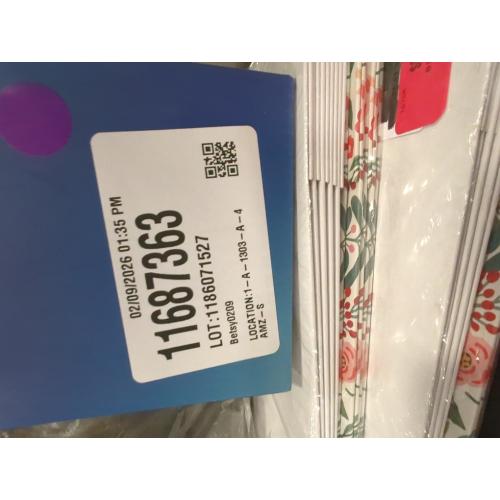 02/09/2026 01:35 PM
11687363
LOT:1186071527
Betsy0209
LOCATION:1-A-1303-A-4
AMZ-S